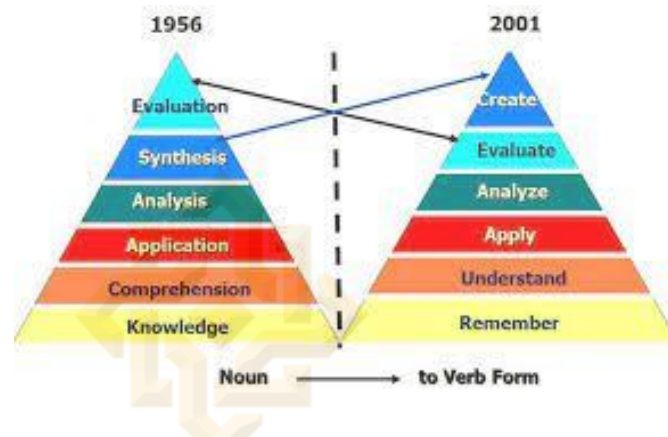 1956
2001
Evaluation
Create
Synthesis
Evaluate
Analysis
Analyze
Application
Apply
Comprehension
Understand
Knowledge
Remember
Noun
to Verb Form